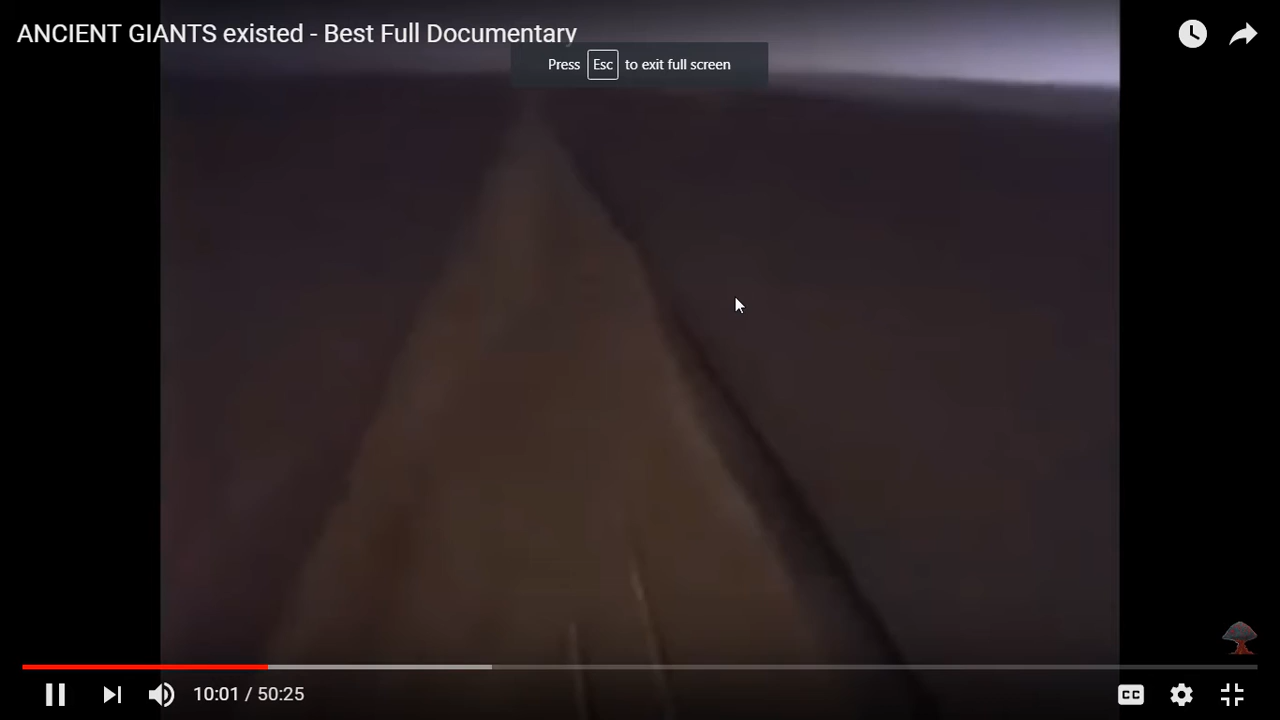 ANCIENT GIANTS existed - Best Full Documentary
Press Esc to exit full screen
10:01 / 50:25
CC